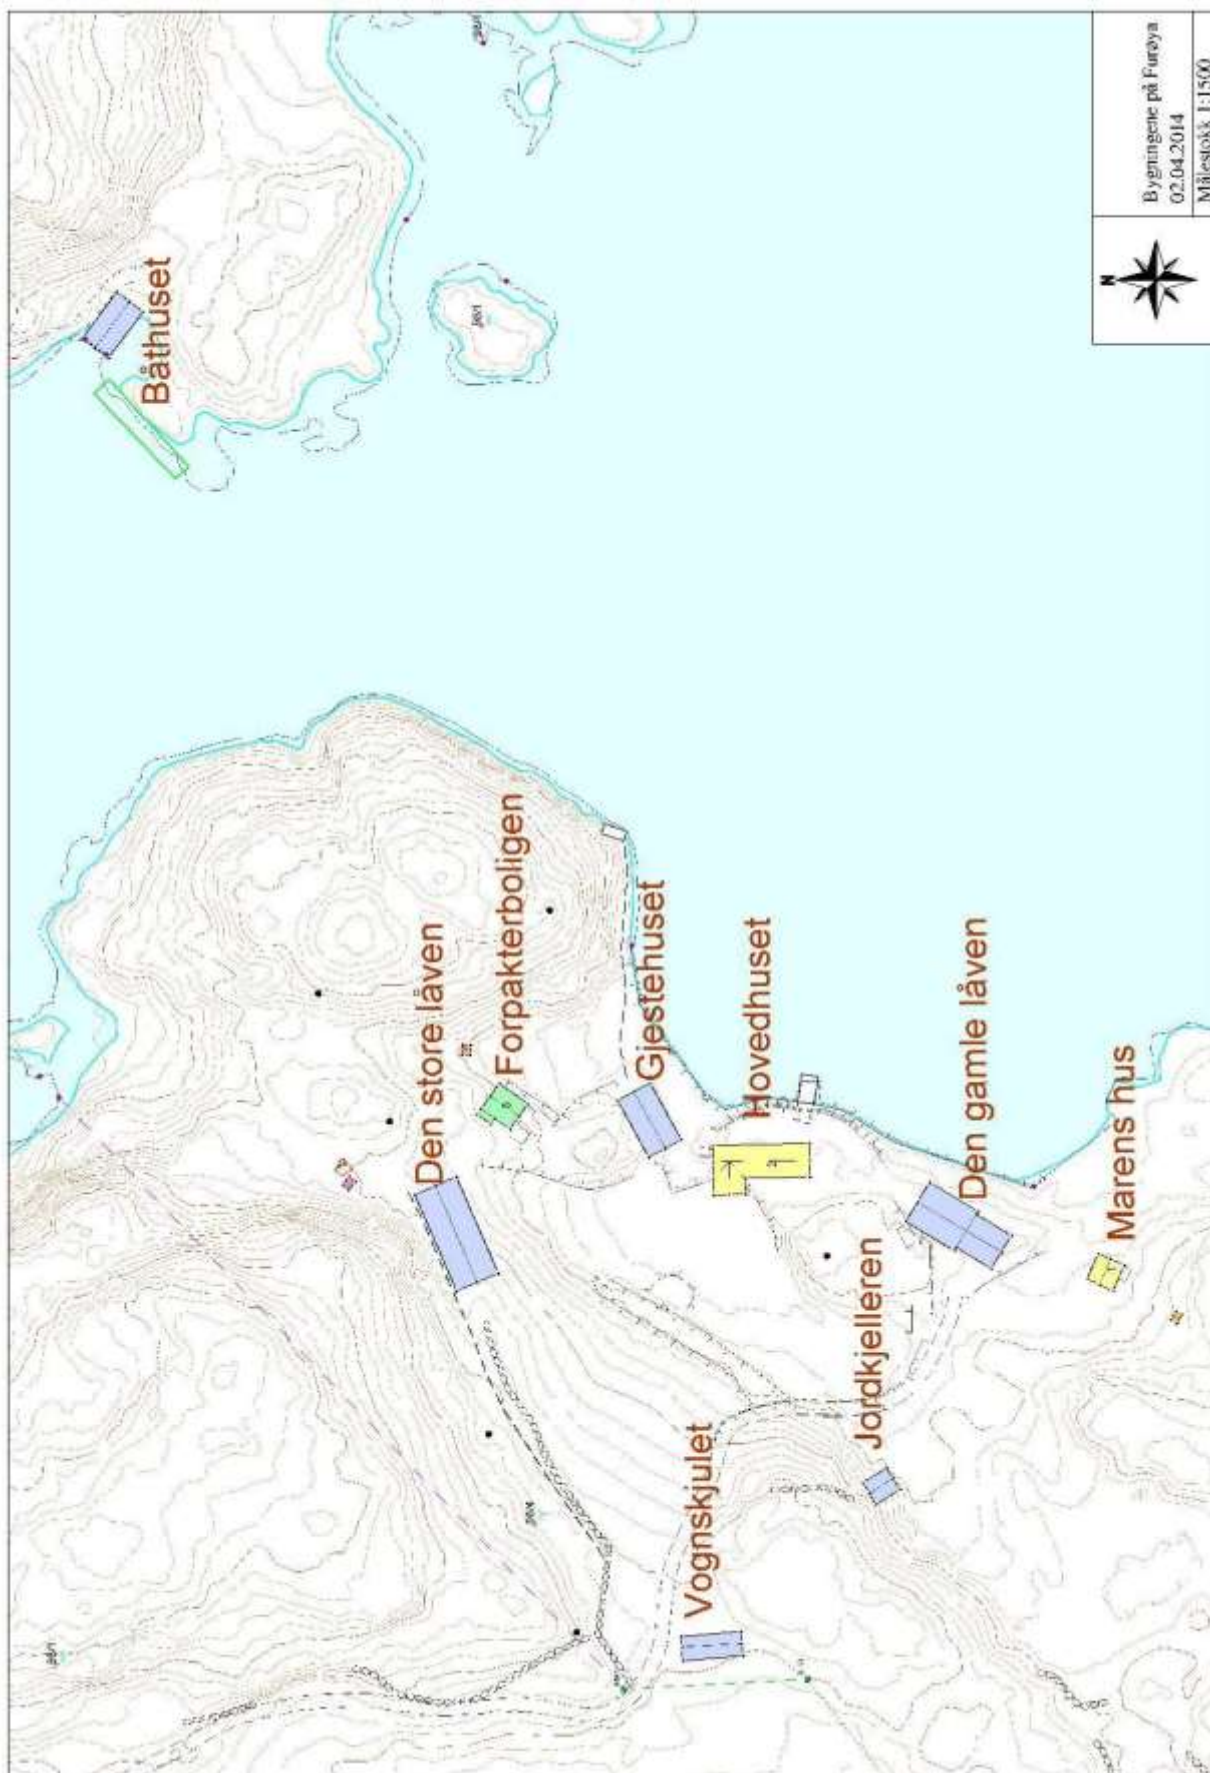 Båthuset
Den store låven
Forpakterboligen
Gjestehuset
Hovedhuset
Den gamle låven
Marens hus
Jordkjelleren
Vognskjulet
N
Bygningene på Furøya
02.04.2014
Målestokk 1:1500